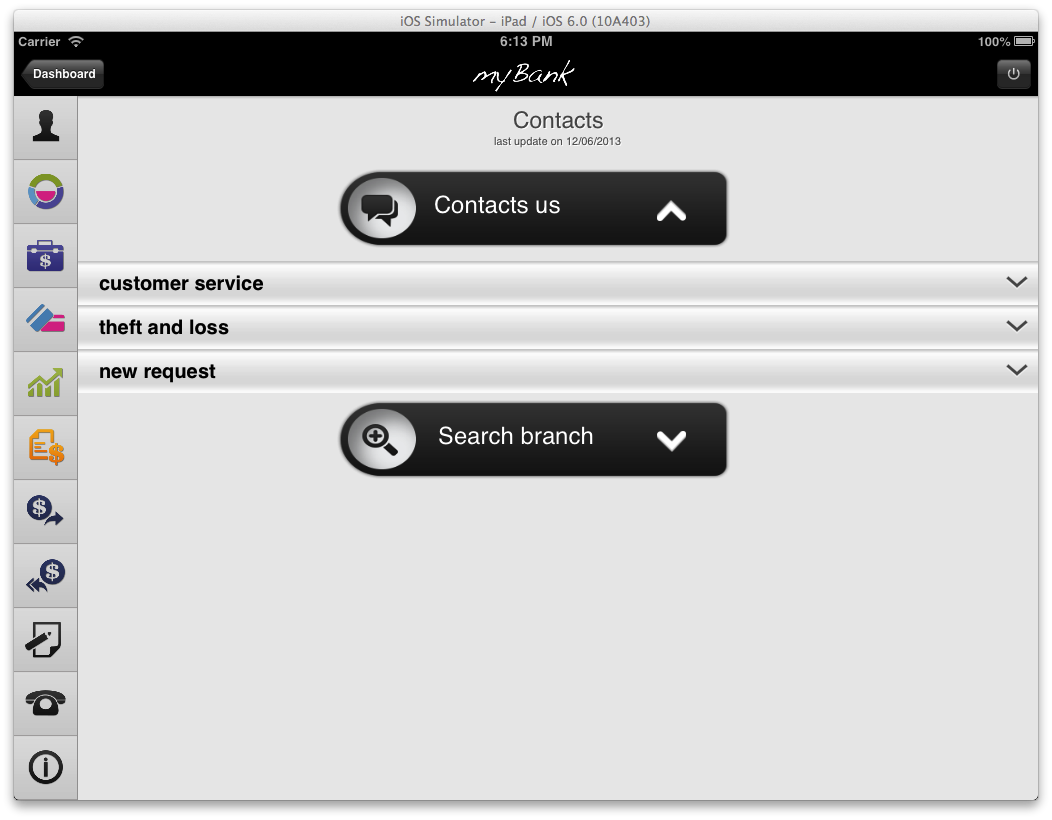 iOS Simulator – iPad / iOS 6.0 (10A403)
Carrier 6:13 PM 100%
Dashboard myBank
Contacts
last update on 12/06/2013
Contacts us
customer service
theft and loss
new request
Search branch